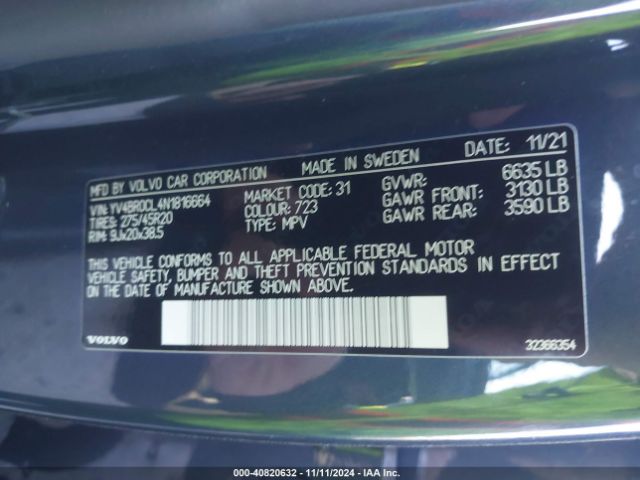 MFD BY VOLVO CAR CORPORATION MADE IN SWEDEN DATE: 11/21
VIN: YV4BR0CL4N1816664 MARKET CODE: 31 GVWR: 6635 LB
TIRES: 275/45R20 COLOUR: 723 GAWR FRONT: 3130 LB
RIM: 9Jx20x38.5 TYPE: MPV GAWR REAR: 3590 LB
THIS VEHICLE CONFORMS TO ALL APPLICABLE FEDERAL MOTOR
VEHICLE SAFETY, BUMPER AND THEFT PREVENTION STANDARDS IN EFFECT
ON THE DATE OF MANUFACTURE SHOWN ABOVE.
VOLVO 32366354
000-40820632 - 11/11/2024 - IAA Inc.